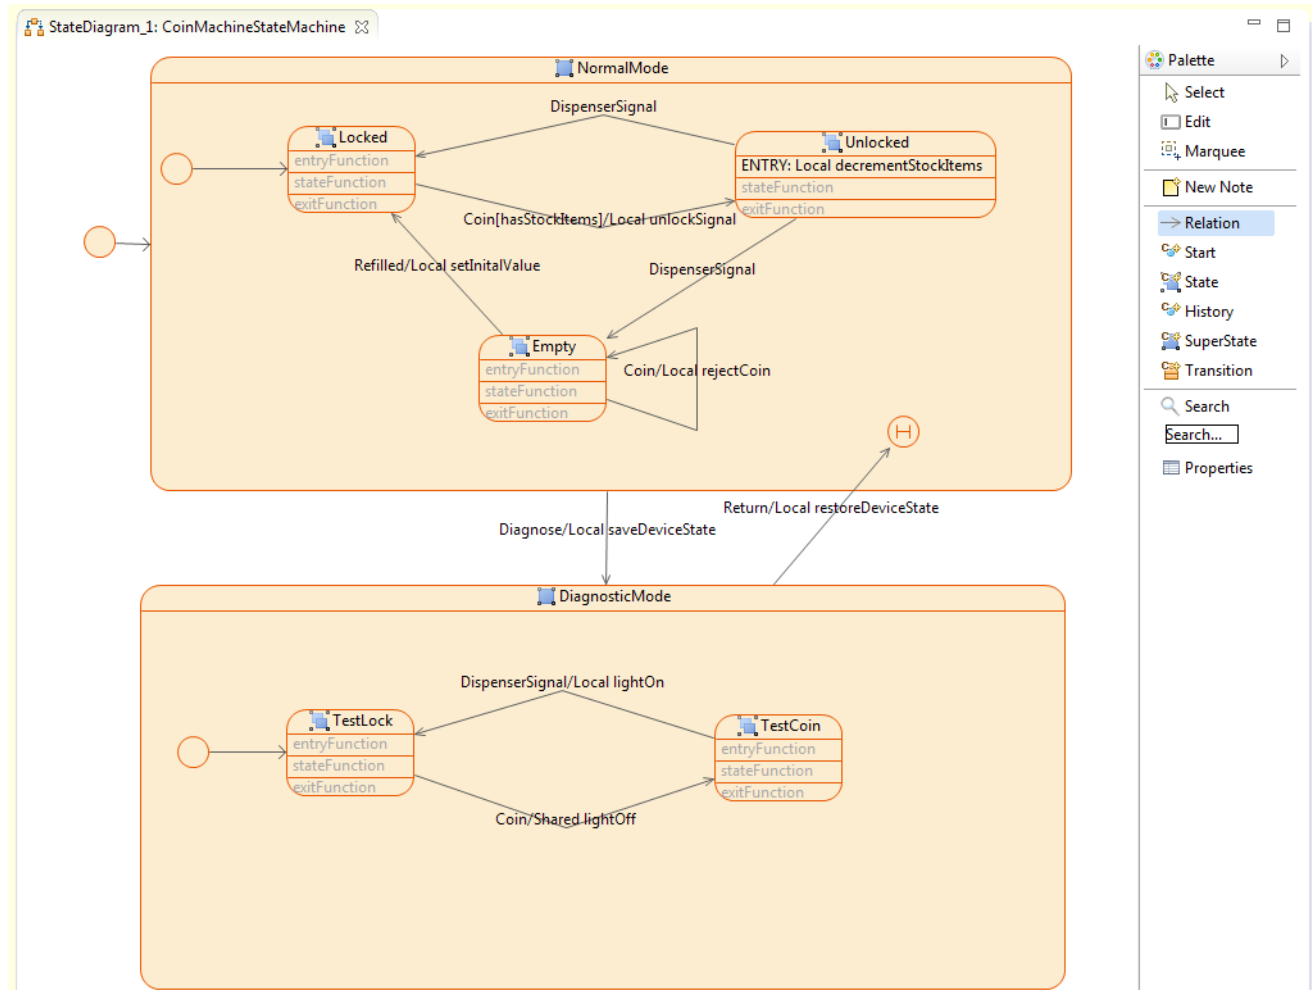 StateDiagram_1: CoinMachineStateMachine
NormalMode
DispenserSignal
Locked
entryFunction
stateFunction
exitFunction
Unlocked
ENTRY: Local decrementStockItems
stateFunction
exitFunction
Coin[hasStockItems]/Local unlockSignal
Refilled/Local setInitalValue
DispenserSignal
Empty
entryFunction
stateFunction
exitFunction
Coin/Local rejectCoin
H
Return/Local restoreDeviceState
Diagnose/Local saveDeviceState
DiagnosticMode
DispenserSignal/Local lightOn
TestLock
entryFunction
stateFunction
exitFunction
TestCoin
entryFunction
stateFunction
exitFunction
Coin/Shared lightOff
Palette
Select
Edit
Marquee
New Note
Relation
Start
State
History
SuperState
Transition
Search
Search...
Properties